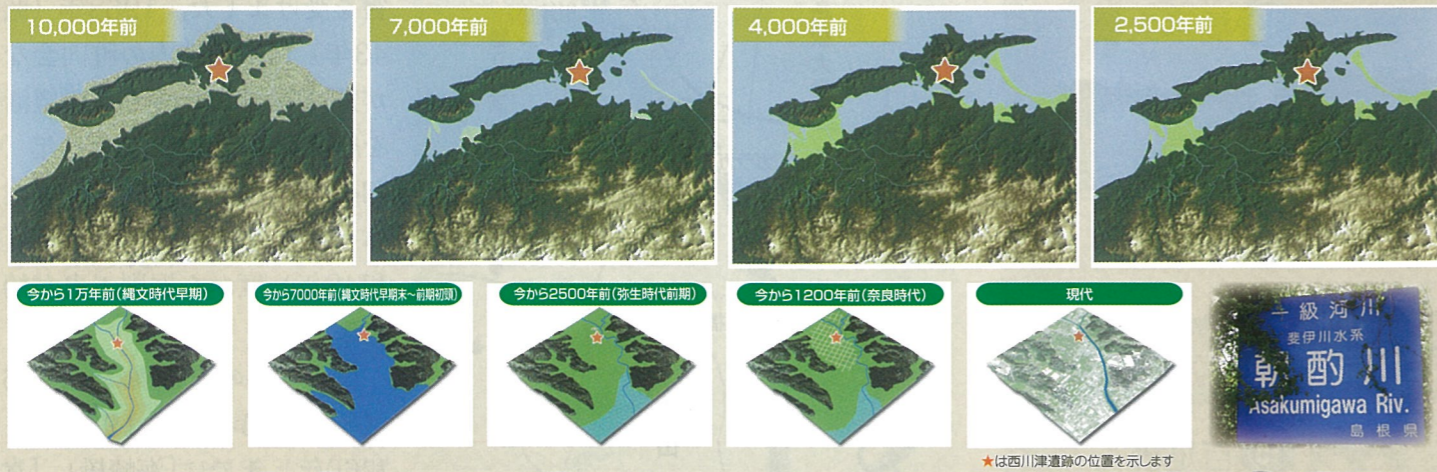 10,000年前
7,000年前
4,000年前
2,500年前
今から1万年前(縄文時代早期)
今から7000年前(縄文時代早期末～前期初頭)
今から2500年前(弥生時代前期)
今から1200年前(奈良時代)
現代
一級河川
斐伊川水系
朝酌川
Asakumigawa Riv.
島根県
★は西川津遺跡の位置を示します